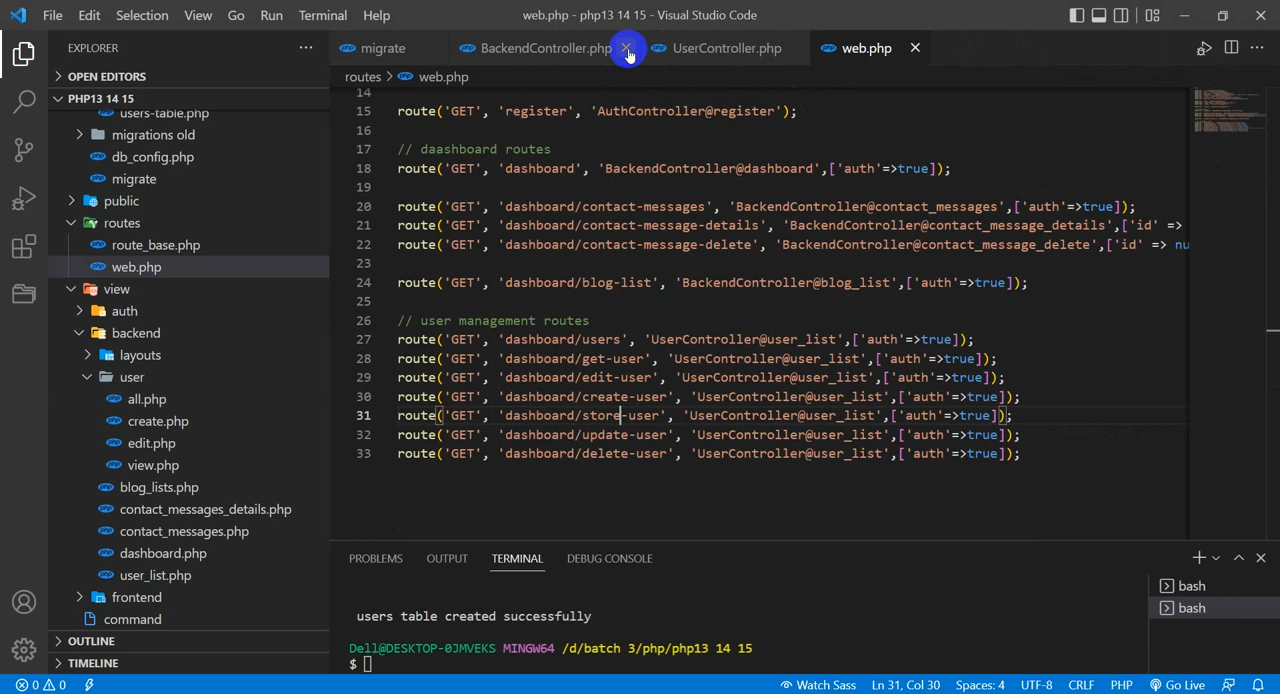 File Edit Selection View Go Run Terminal Help
web.php - php13 14 15 - Visual Studio Code
EXPLORER
OPEN EDITORS
PHP13 14 15
users-table.php
migrations old
db_config.php
migrate
public
routes
route_base.php
web.php
view
auth
backend
layouts
user
all.php
create.php
edit.php
view.php
blog_lists.php
contact_messages_details.php
contact_messages.php
dashboard.php
user_list.php
frontend
command
OUTLINE
TIMELINE
migrate BackendController.php UserController.php web.php
routes > web.php
14
15 route('GET', 'register', 'AuthController@register');
16
17 // daashboard routes
18 route('GET', 'dashboard', 'BackendController@dashboard',['auth'=>true]);
19
20 route('GET', 'dashboard/contact-messages', 'BackendController@contact_messages',['auth'=>true]);
21 route('GET', 'dashboard/contact-message-details', 'BackendController@contact_message_details',['id' =>
22 route('GET', 'dashboard/contact-message-delete', 'BackendController@contact_message_delete',['id' => nu
23
24 route('GET', 'dashboard/blog-list', 'BackendController@blog_list',['auth'=>true]);
25
26 // user management routes
27 route('GET', 'dashboard/users', 'UserController@user_list',['auth'=>true]);
28 route('GET', 'dashboard/get-user', 'UserController@user_list',['auth'=>true]);
29 route('GET', 'dashboard/edit-user', 'UserController@user_list',['auth'=>true]);
30 route('GET', 'dashboard/create-user', 'UserController@user_list',['auth'=>true]);
31 route('GET', 'dashboard/store-user', 'UserController@user_list',['auth'=>true]);
32 route('GET', 'dashboard/update-user', 'UserController@user_list',['auth'=>true]);
33 route('GET', 'dashboard/delete-user', 'UserController@user_list',['auth'=>true]);
PROBLEMS OUTPUT TERMINAL DEBUG CONSOLE
users table created successfully
Dell@DESKTOP-0JMVEKS MINGW64 /d/batch 3/php/php13 14 15
$
bash
bash
0 0 Watch Sass Ln 31, Col 30 Spaces: 4 UTF-8 CRLF PHP Go Live